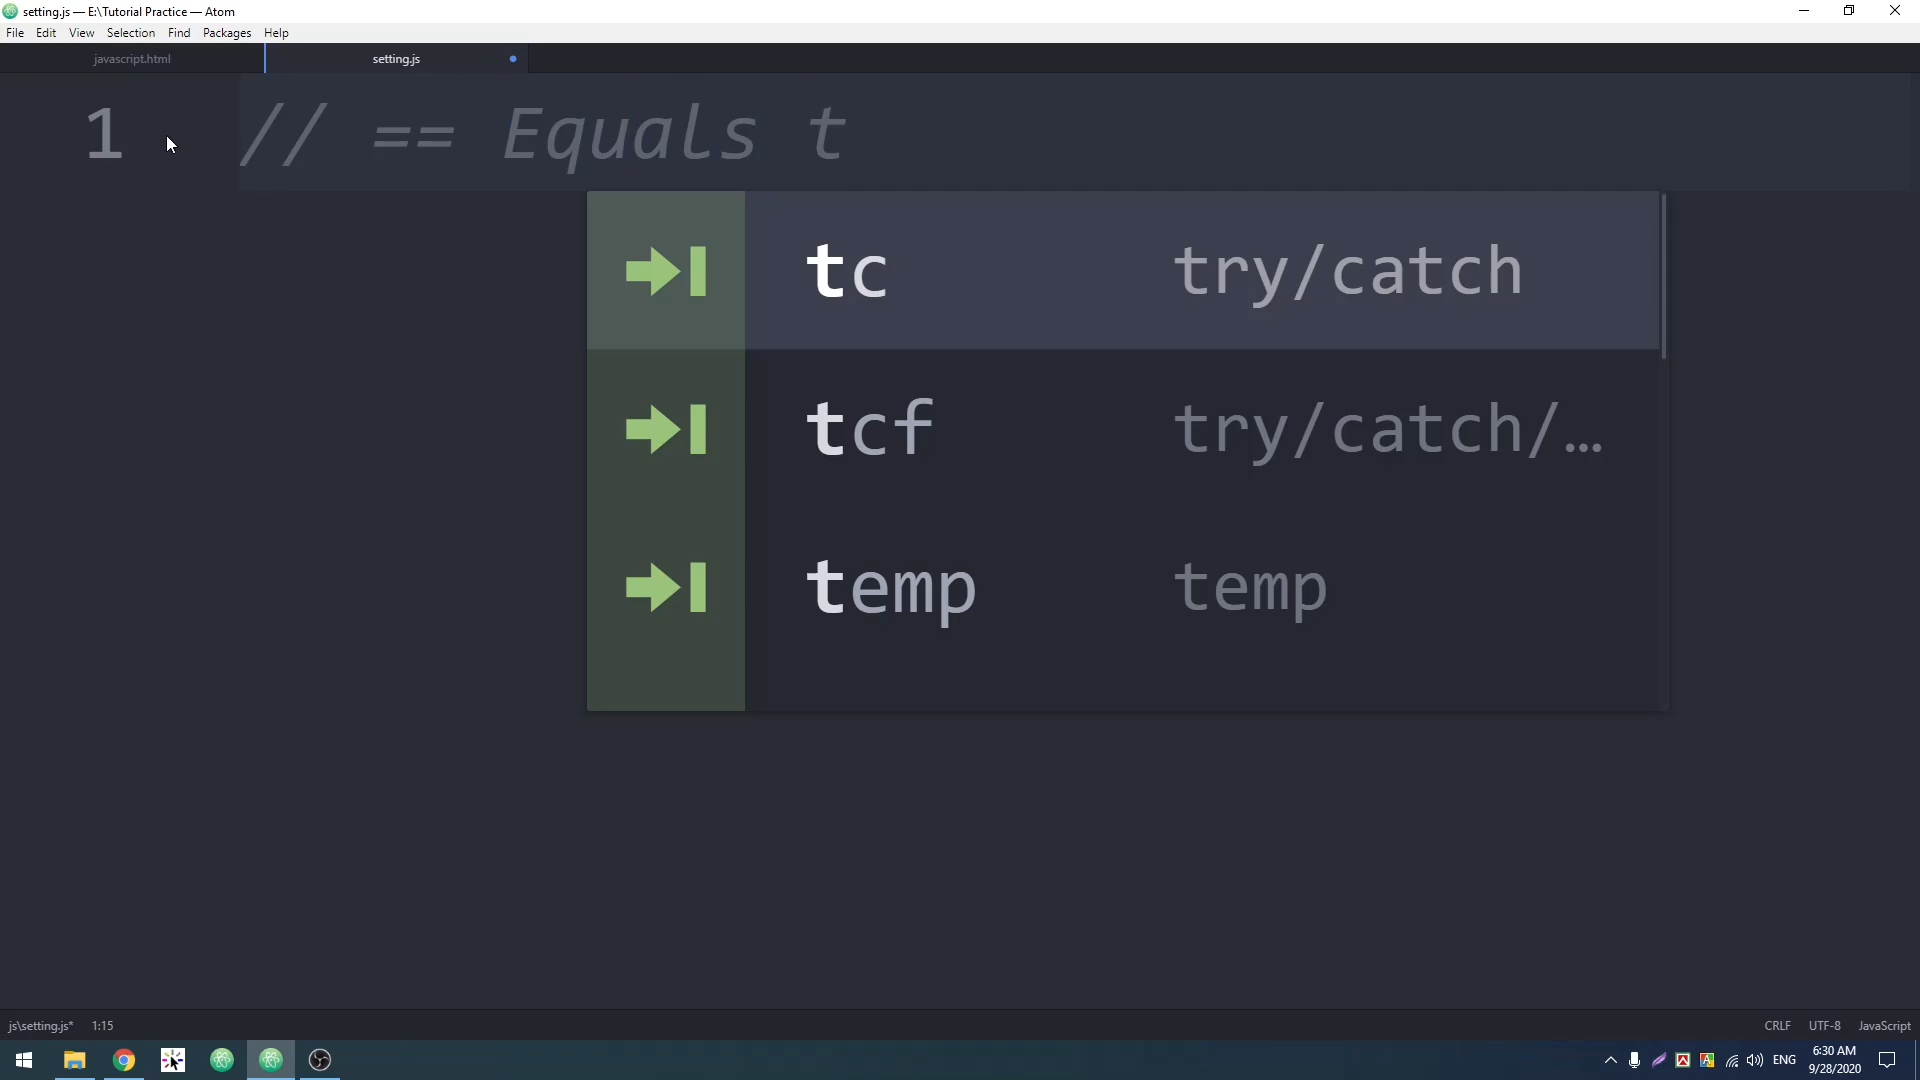 setting.js — E:\Tutorial Practice — Atom
File Edit View Selection Find Packages Help
javascript.html setting.js
1 // == Equals t
tc try/catch
tcf try/catch/…
temp temp
js\setting.js* 1:15 CRLF UTF-8 JavaScript
ENG 6:30 AM
9/28/2020